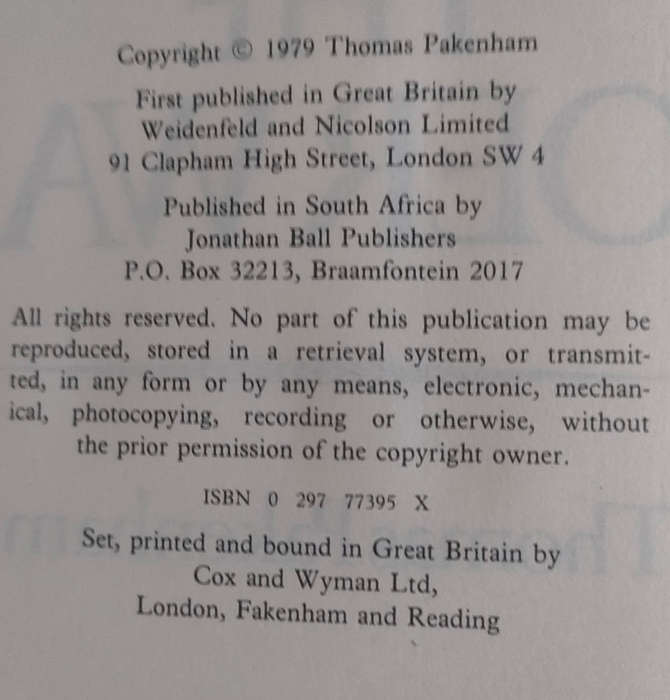 Copyright © 1979 Thomas Pakenham
First published in Great Britain by
Weidenfeld and Nicolson Limited
91 Clapham High Street, London SW 4
Published in South Africa by
Jonathan Ball Publishers
P.O. Box 32213, Braamfontein 2017
All rights reserved. No part of this publication may be
reproduced, stored in a retrieval system, or transmit-
ted, in any form or by any means, electronic, mechan-
ical, photocopying, recording or otherwise, without
the prior permission of the copyright owner.
ISBN 0 297 77395 X
Set, printed and bound in Great Britain by
Cox and Wyman Ltd,
London, Fakenham and Reading